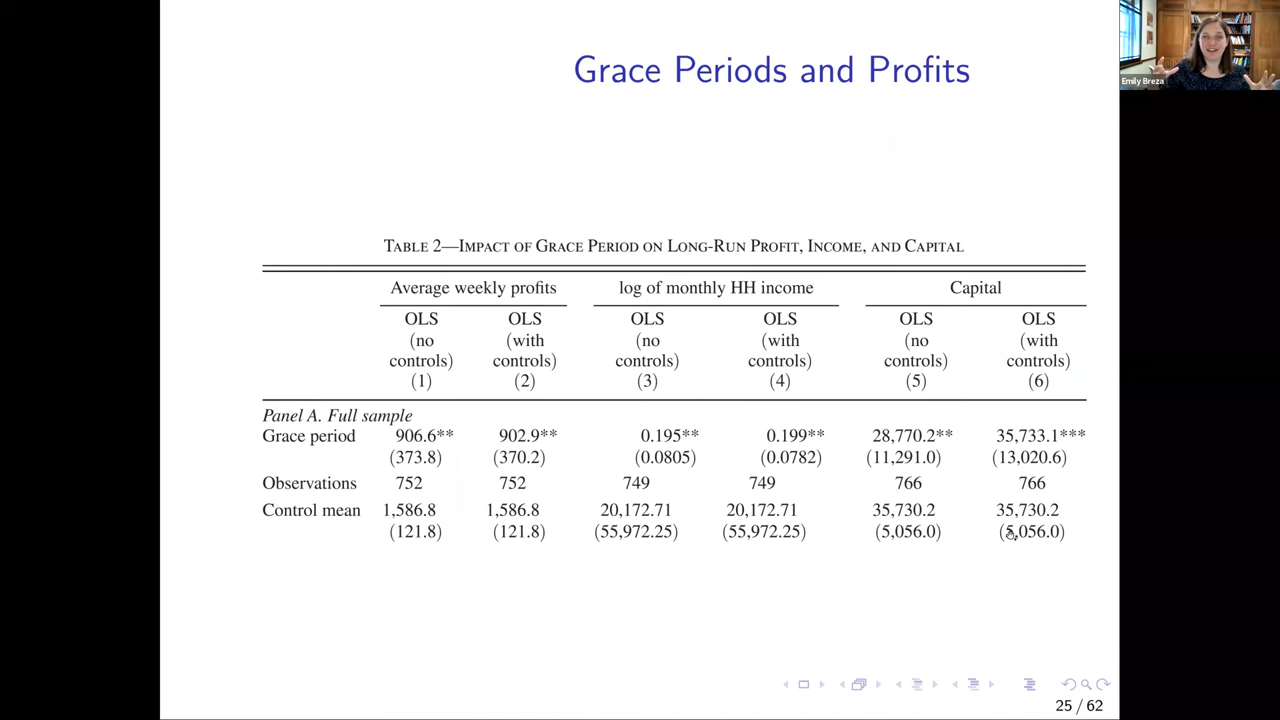 Grace Periods and Profits
Emily Breza
TABLE 2—IMPACT OF GRACE PERIOD ON LONG-RUN PROFIT, INCOME, AND CAPITAL
Average weekly profits log of monthly HH income Capital
OLS OLS OLS OLS OLS OLS
(no (with (no (with (no (with
controls) controls) controls) controls) controls) controls)
(1) (2) (3) (4) (5) (6)
Panel A. Full sample
Grace period 906.6** 902.9** 0.195** 0.199** 28,770.2** 35,733.1***
(373.8) (370.2) (0.0805) (0.0782) (11,291.0) (13,020.6)
Observations 752 752 749 749 766 766
Control mean 1,586.8 1,586.8 20,172.71 20,172.71 35,730.2 35,730.2
(121.8) (121.8) (55,972.25) (55,972.25) (5,056.0) (5,056.0)
25 / 62